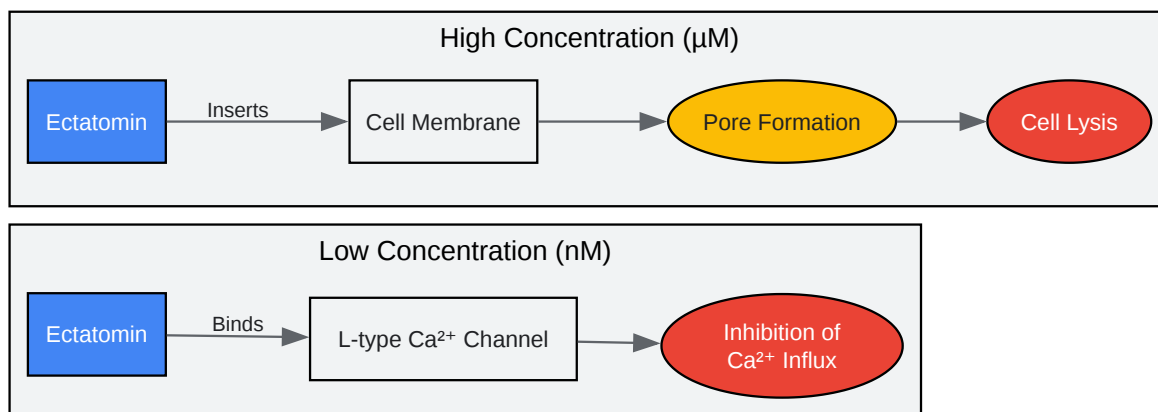 High Concentration (µM)
Ectatomin
Inserts
Cell Membrane
Pore Formation
Cell Lysis
Low Concentration (nM)
Ectatomin
Binds
L-type Ca²⁺ Channel
Inhibition of
Ca²⁺ Influx